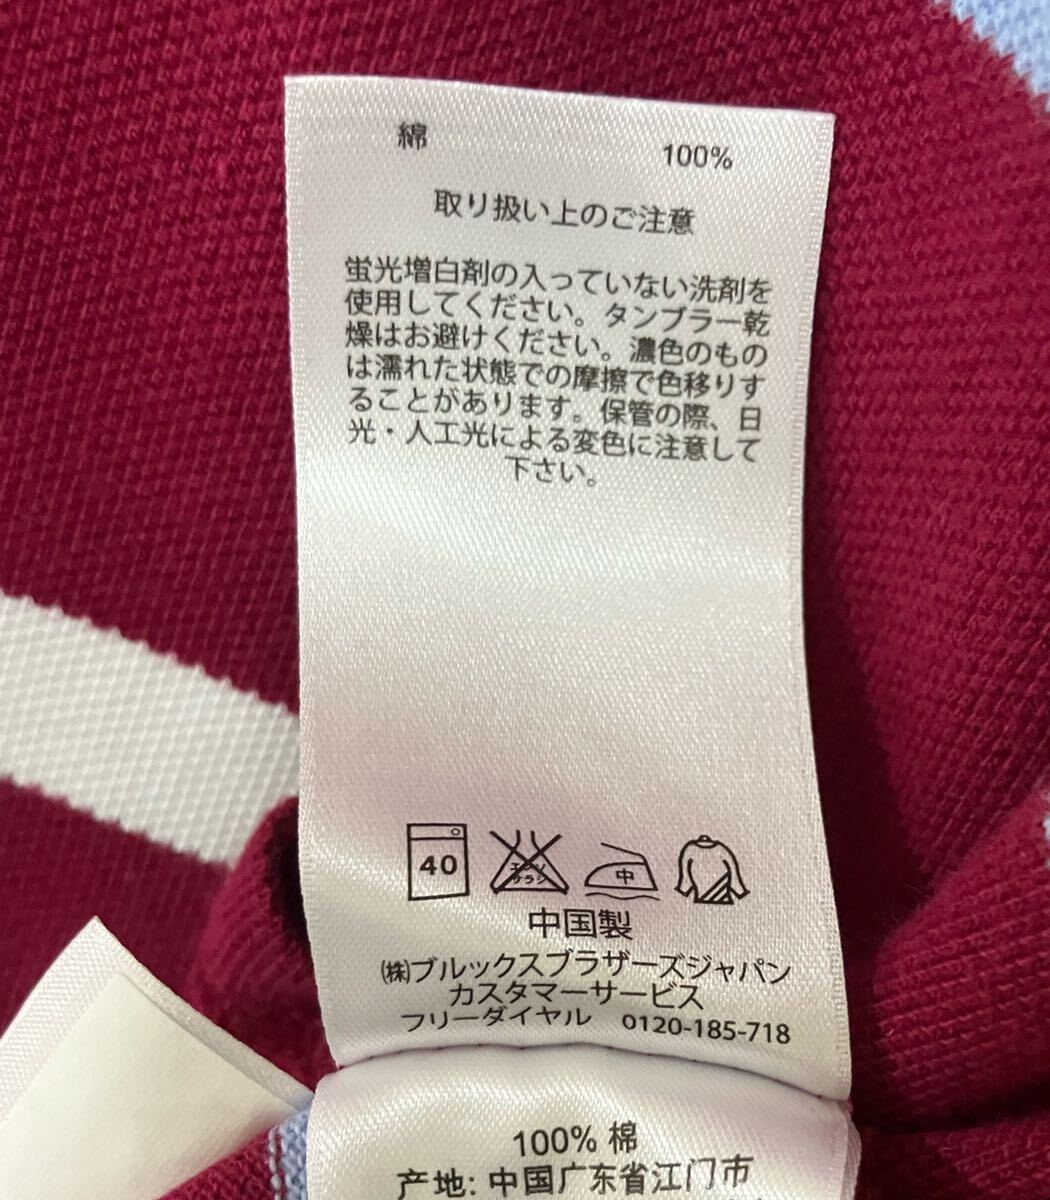 綿 100%
取り扱い上のご注意
蛍光増白剤の入っていない洗剤を
使用してください。タンブラー乾
燥はお避けください。濃色のもの
は濡れた状態での摩擦で色移りす
ることがあります。保管の際、日
光・人工光による変色に注意して
下さい。
40 エンソ サラシ 中
中国製
㈱ブルックスブラザーズジャパン
カスタマーサービス
フリーダイヤル 0120-185-718
100% 棉
产地: 中国广东省江门市